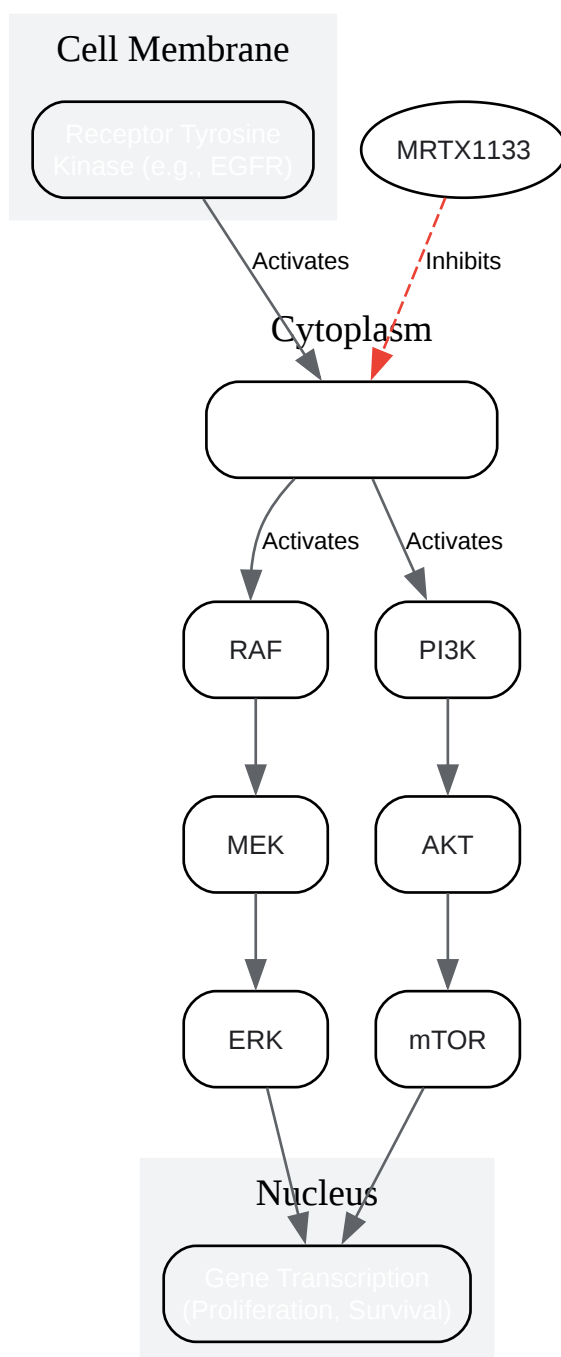 Cell Membrane
Receptor Tyrosine
Kinase (e.g., EGFR)
MRTX1133
Activates
Inhibits
Cytoplasm
Activates
Activates
RAF
PI3K
MEK
AKT
ERK
mTOR
Nucleus
Gene Transcription
(Proliferation, Survival)